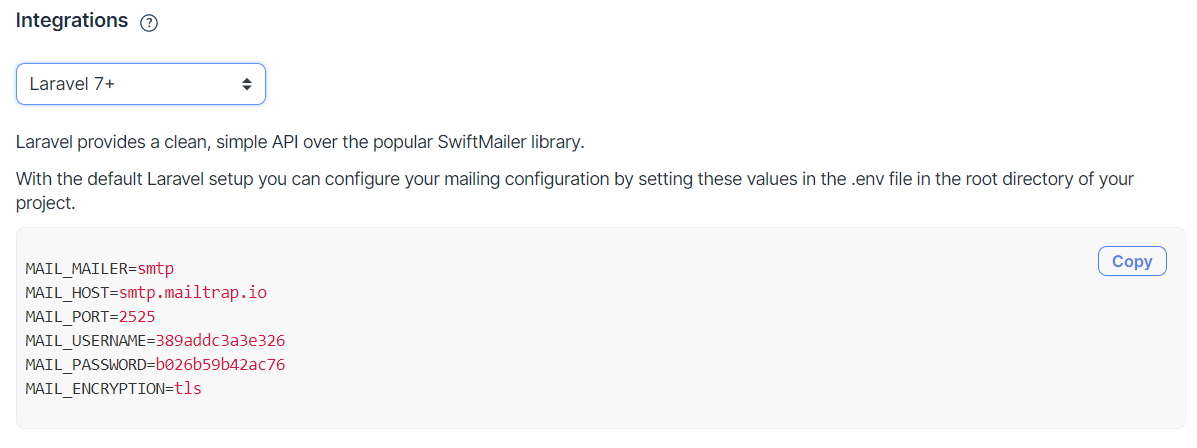 Integrations ?
Laravel 7+
Laravel provides a clean, simple API over the popular SwiftMailer library.
With the default Laravel setup you can configure your mailing configuration by setting these values in the .env file in the root directory of your
project.
Copy
MAIL_MAILER=smtp
MAIL_HOST=smtp.mailtrap.io
MAIL_PORT=2525
MAIL_USERNAME=389addc3a3e326
MAIL_PASSWORD=b026b59b42ac76
MAIL_ENCRYPTION=tls